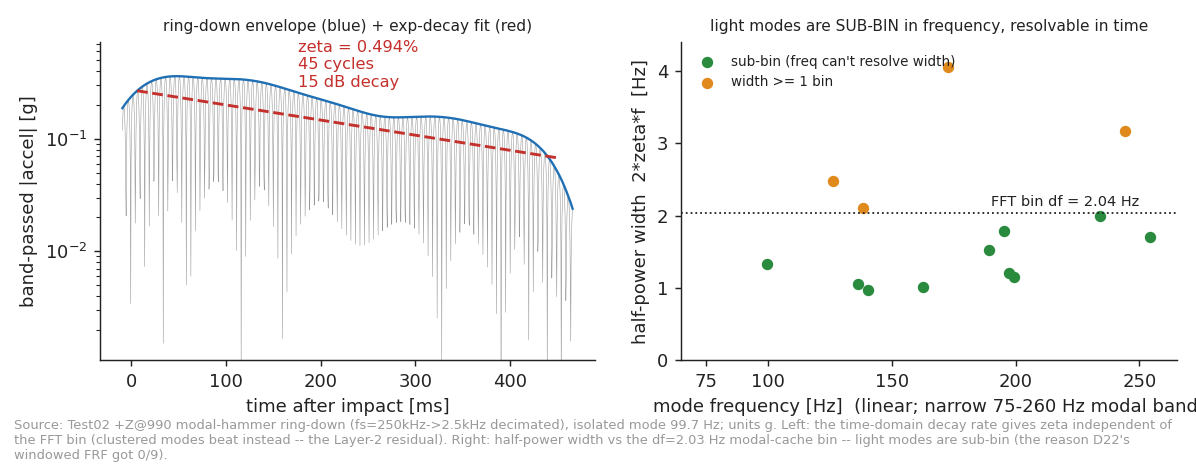 ring-down envelope (blue) + exp-decay fit (red)
zeta = 0.494%
45 cycles
15 dB decay
band-passed |accel| [g]
10⁻¹
10⁻²
0
100
200
300
400
time after impact [ms]
light modes are SUB-BIN in frequency, resolvable in time
sub-bin (freq can't resolve width)
width >= 1 bin
FFT bin df = 2.04 Hz
half-power width 2*zeta*f [Hz]
4
3
2
1
0
75
100
150
200
250
mode frequency [Hz] (linear; narrow 75-260 Hz modal band
Source: Test02 +Z@990 modal-hammer ring-down (fs=250kHz->2.5kHz decimated), isolated mode 99.7 Hz; units g. Left: the time-domain decay rate gives zeta independent of
the FFT bin (clustered modes beat instead -- the Layer-2 residual). Right: half-power width vs the df=2.03 Hz modal-cache bin -- light modes are sub-bin (the reason D22's
windowed FRF got 0/9).